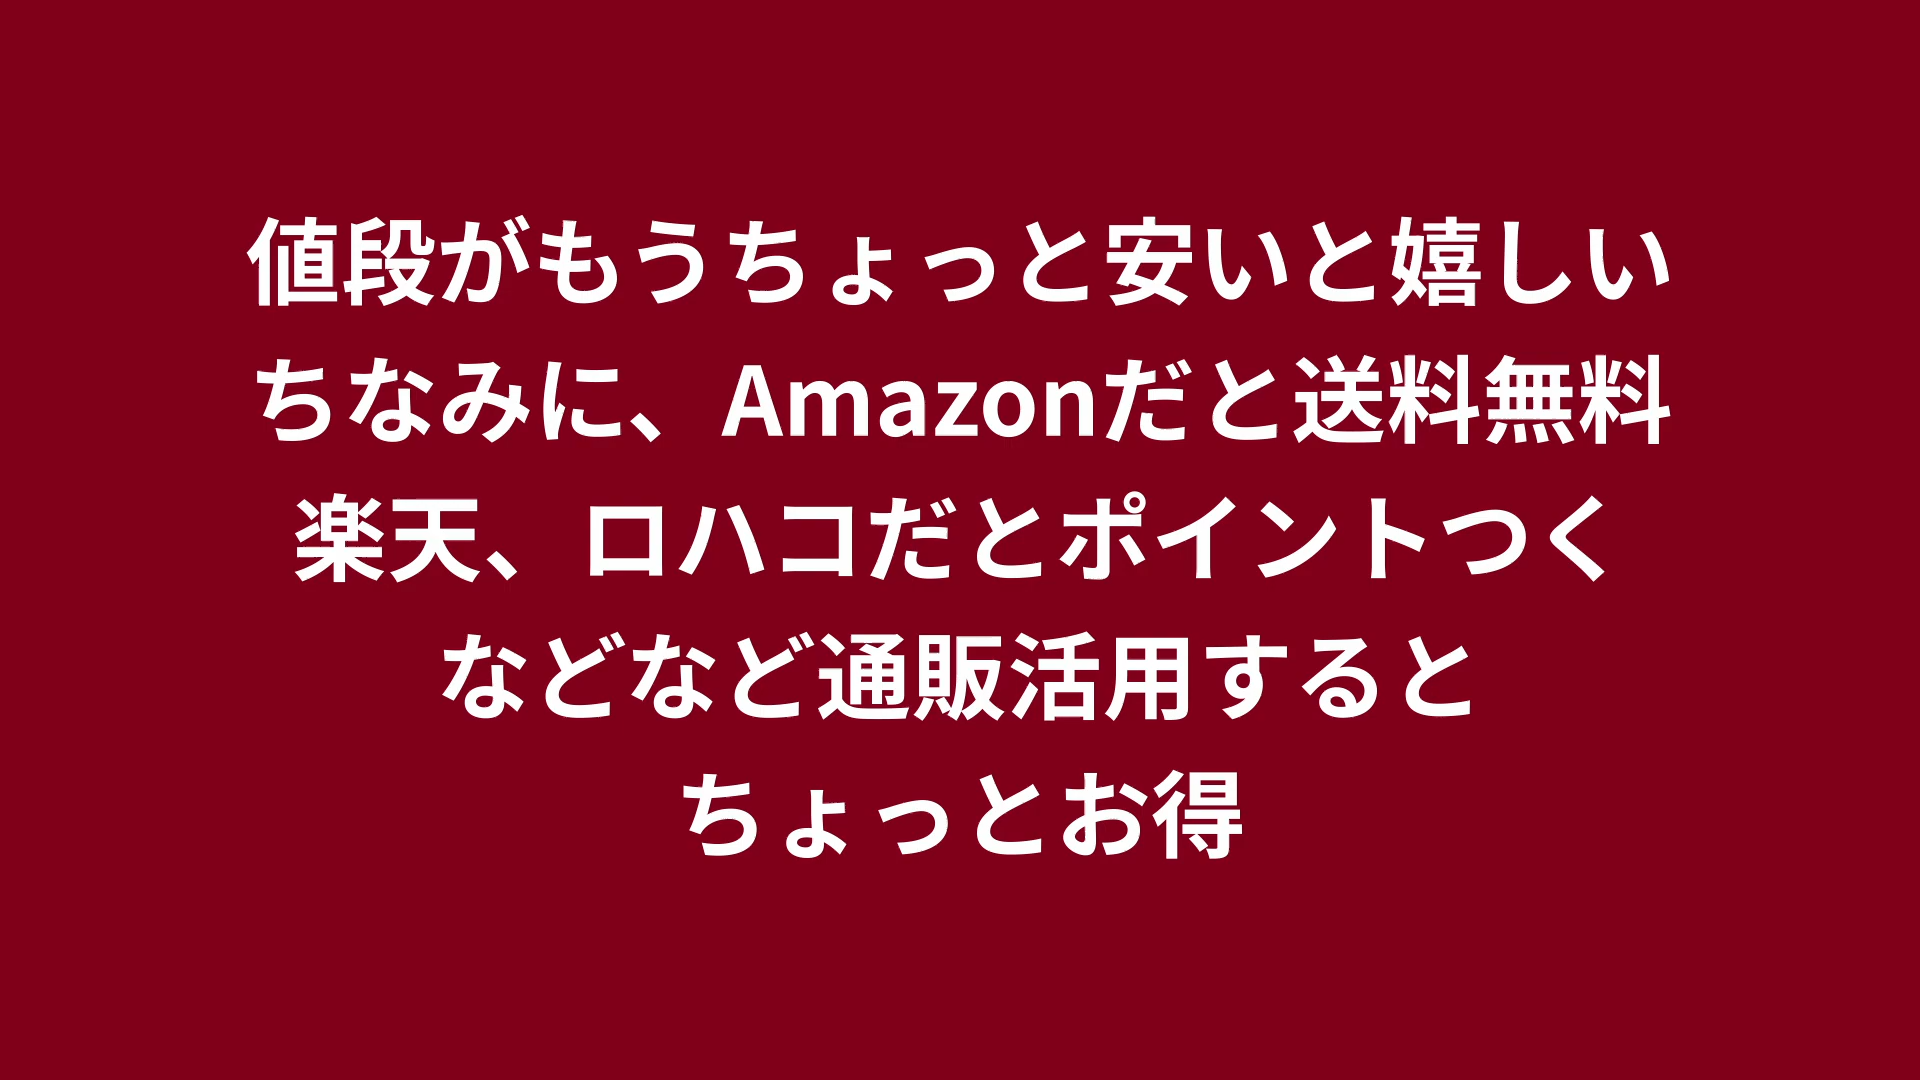 値段がもうちょっと安いと嬉しい
ちなみに、Amazonだと送料無料
楽天、ロハコだとポイントつく
などなど通販活用すると
ちょっとお得